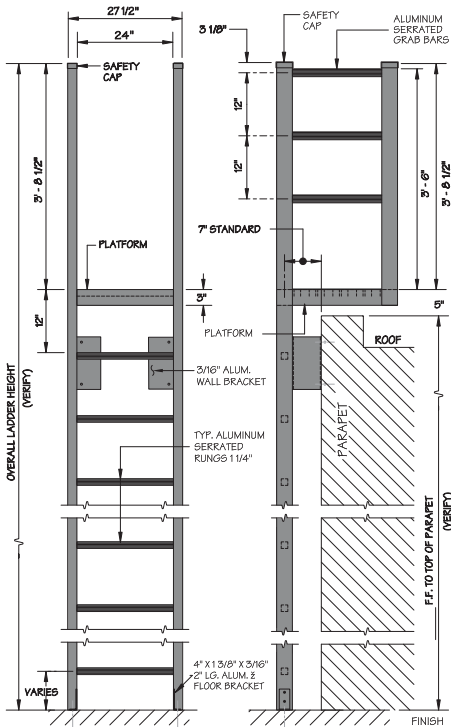 27 1/2"
24"
SAFETY
CAP
3'- 8 1/2"
PLATFORM
12"
3"
3/16" ALUM.
WALL BRACKET
TYP. ALUMINUM
SERRATED
RUNGS 1 1/4"
OVERALL LADDER HEIGHT
(VERIFY)
VARIES
4" X 1 3/8" X 3/16"
2" LG. ALUM. &
FLOOR BRACKET
SAFETY
CAP
3 1/8"
ALUMINUM
SERRATED
GRAB BARS
12"
12"
7" STANDARD
3'- 6"
3'- 8 1/2"
PLATFORM
5"
ROOF
PARAPET
F.F. TO TOP OF PARAPET
(VERIFY)
FINISH